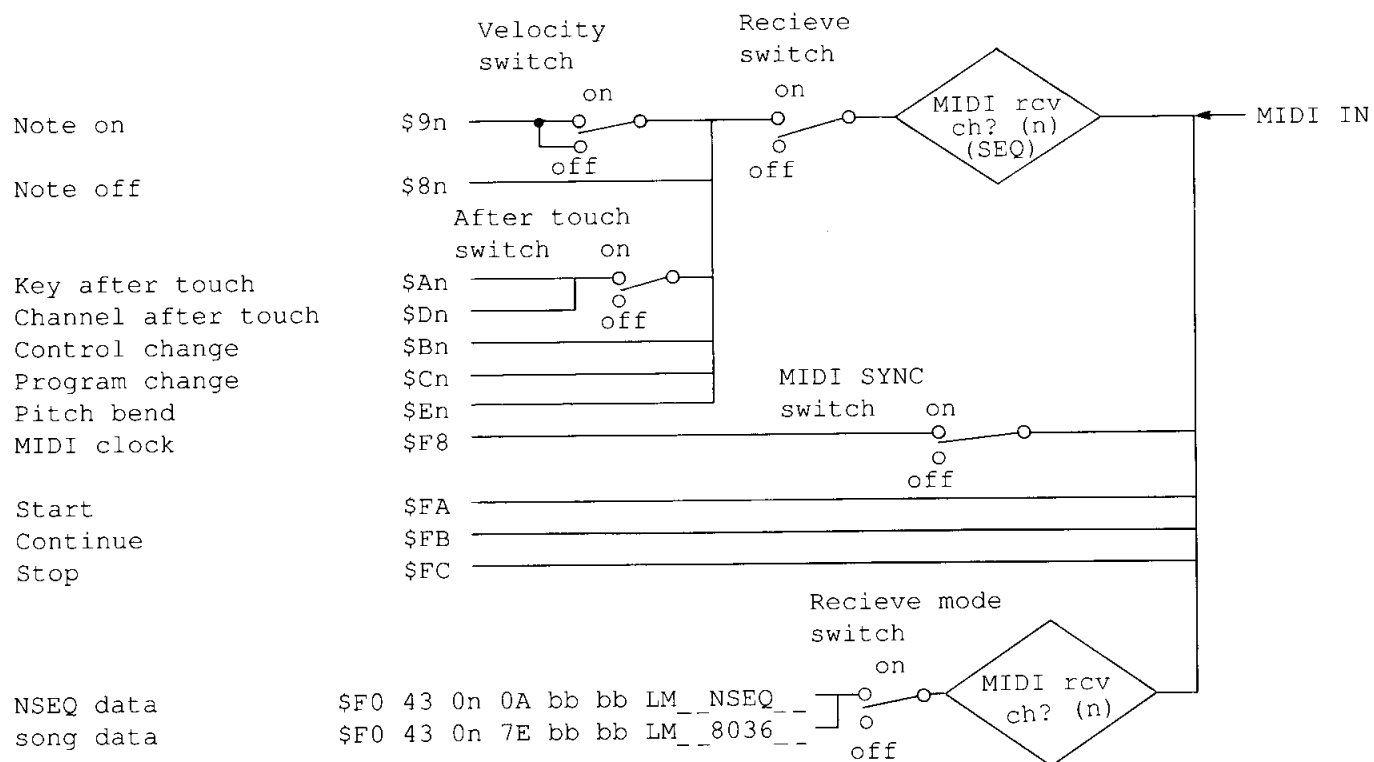 Velocity switch
Recieve switch
on
on
MIDI rcv ch? (n) (SEQ)
MIDI IN
Note on $9n
off
off
Note off $8n
After touch switch on
Key after touch $An
Channel after touch $Dn
off
Control change $Bn
Program change $Cn
MIDI SYNC switch on
Pitch bend $En
MIDI clock $F8
off
Start $FA
Continue $FB
Stop $FC
Recieve mode switch
on
MIDI rcv ch? (n)
NSEQ data $F0 43 0n 0A bb bb LM__NSEQ__
song data $F0 43 0n 7E bb bb LM__8036__
off